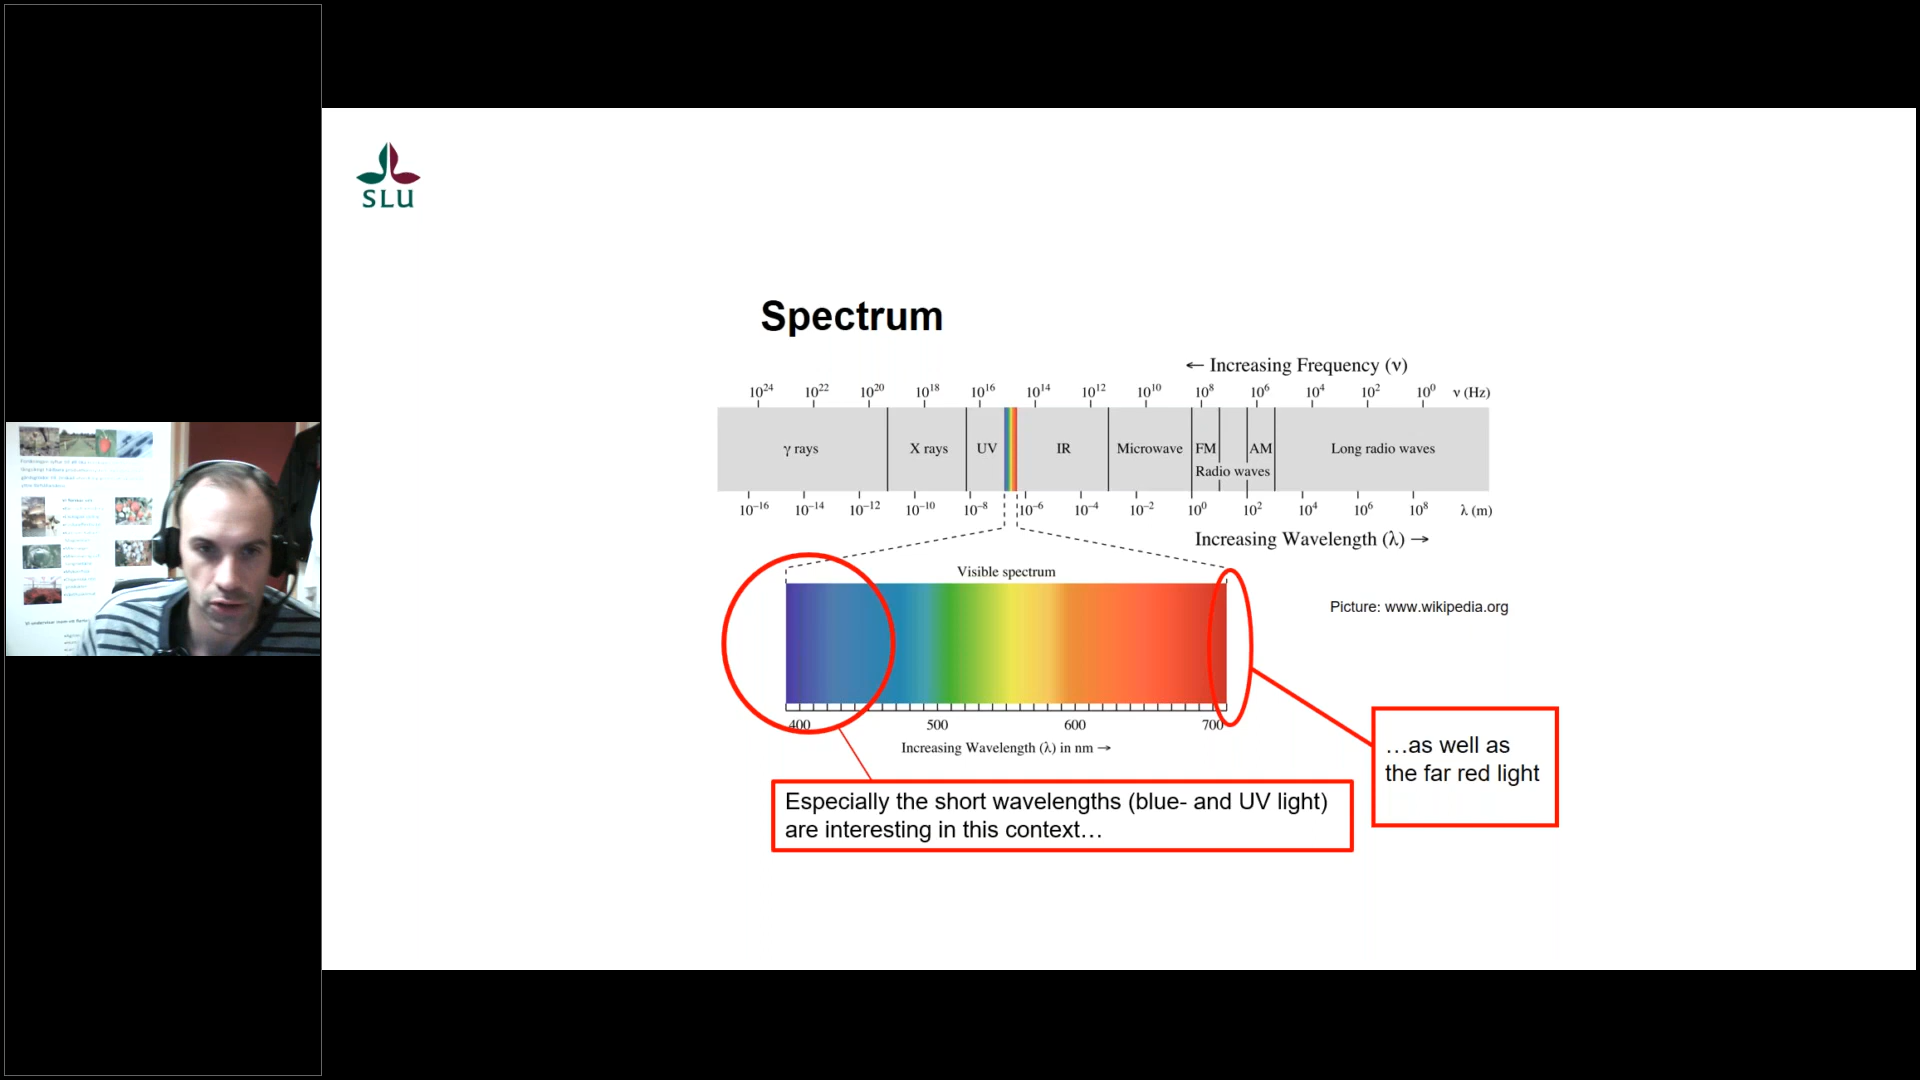 SLU
Spectrum
← Increasing Frequency (ν)
10²⁴ 10²² 10²⁰ 10¹⁸ 10¹⁶ 10¹⁴ 10¹² 10¹⁰ 10⁸ 10⁶ 10⁴ 10² 10⁰ ν (Hz)
γ rays X rays UV IR Microwave FM AM Long radio waves
Radio waves
10⁻¹⁶ 10⁻¹⁴ 10⁻¹² 10⁻¹⁰ 10⁻⁸ 10⁻⁶ 10⁻⁴ 10⁻² 10⁰ 10² 10⁴ 10⁶ 10⁸ λ (m)
Increasing Wavelength (λ) →
Visible spectrum
Picture: www.wikipedia.org
400 500 600 700
Increasing Wavelength (λ) in nm →
…as well as
the far red light
Especially the short wavelengths (blue- and UV light)
are interesting in this context…